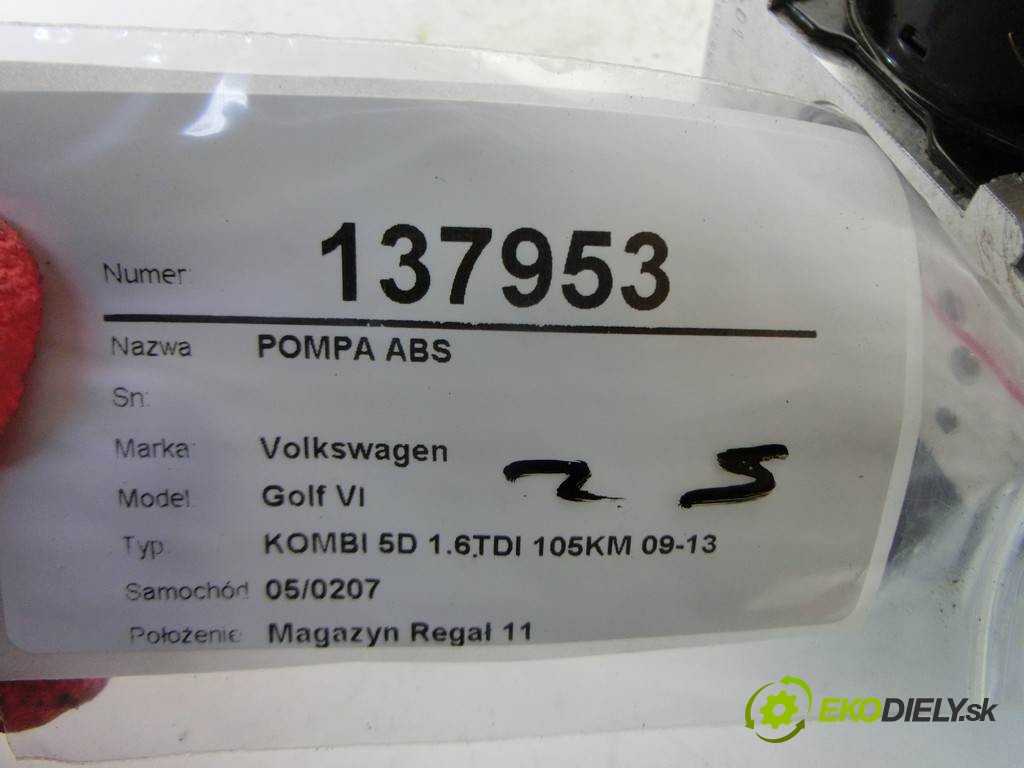 Numer: 137953
Nazwa POMPA ABS
Sn:
Marka: Volkswagen
Model: Golf VI
Typ KOMBI 5D 1.6TDI 105KM 09-13
Samochód 05/0207
Położenie Magazyn Regał 11
25
EKODIELY.sk